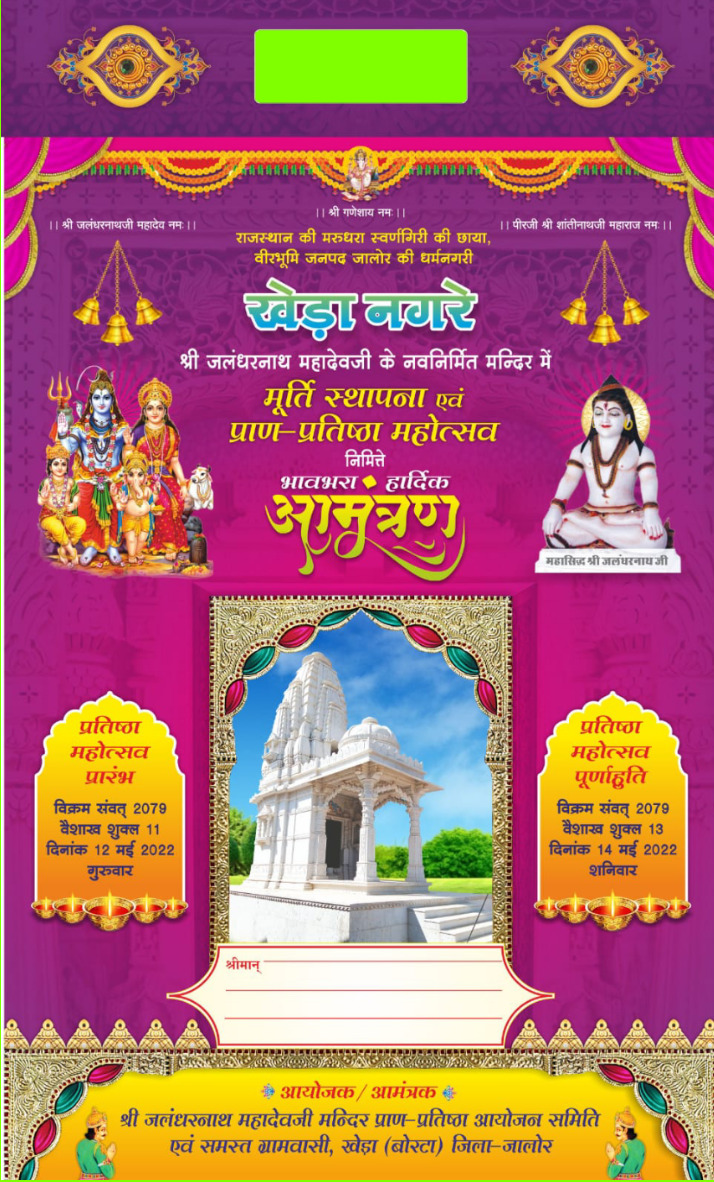 ।। श्री गणेशाय नमः ।।
।। श्री जलंधरनाथजी महादेव नमः ।।
।। पीरजी श्री शांतीनाथजी महाराज नमः ।।
राजस्थान की मरुधरा स्वर्णगिरी की छाया,
वीरभूमि जनपद जालोर की धर्मनगरी
खेड़ा नगरे
श्री जलंधरनाथ महादेवजी के नवनिर्मित मन्दिर में
मूर्ति स्थापना एवं
प्राण-प्रतिष्ठा महोत्सव
निमित्ते
भावभरा हार्दिक
आमंत्रण
महासिद्ध श्री जलंधरनाथ जी
प्रतिष्ठा
महोत्सव
प्रारंभ
विक्रम संवत् 2079
वैशाख शुक्ल 11
दिनांक 12 मई 2022
गुरुवार
प्रतिष्ठा
महोत्सव
पूर्णाहुति
विक्रम संवत् 2079
वैशाख शुक्ल 13
दिनांक 14 मई 2022
शनिवार
श्रीमान्
आयोजक / आमंत्रक
श्री जलंधरनाथ महादेवजी मन्दिर प्राण-प्रतिष्ठा आयोजन समिति
एवं समस्त ग्रामवासी, खेड़ा (बोरटा) जिला-जालोर